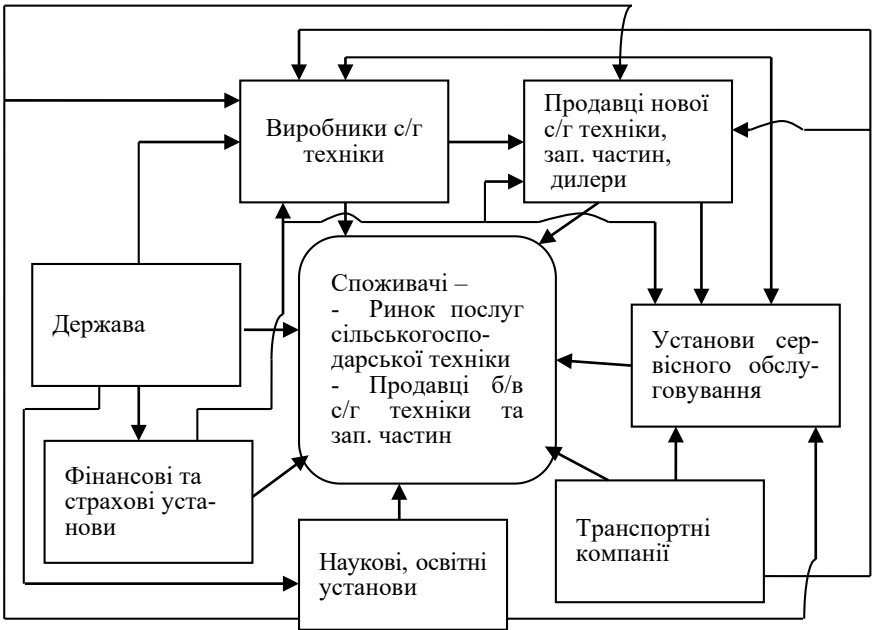 Виробники с/г
техніки
Продавці нової
с/г техніки,
зап. частин,
дилери
Споживачі –
- Ринок послуг
сільськогоспо-
дарської техніки
- Продавці б/в
с/г техніки та
зап. частин
Держава
Установи сер-
вісного обслу-
говування
Фінансові та
страхові уста-
нови
Наукові, освітні
установи
Транспортні
компанії